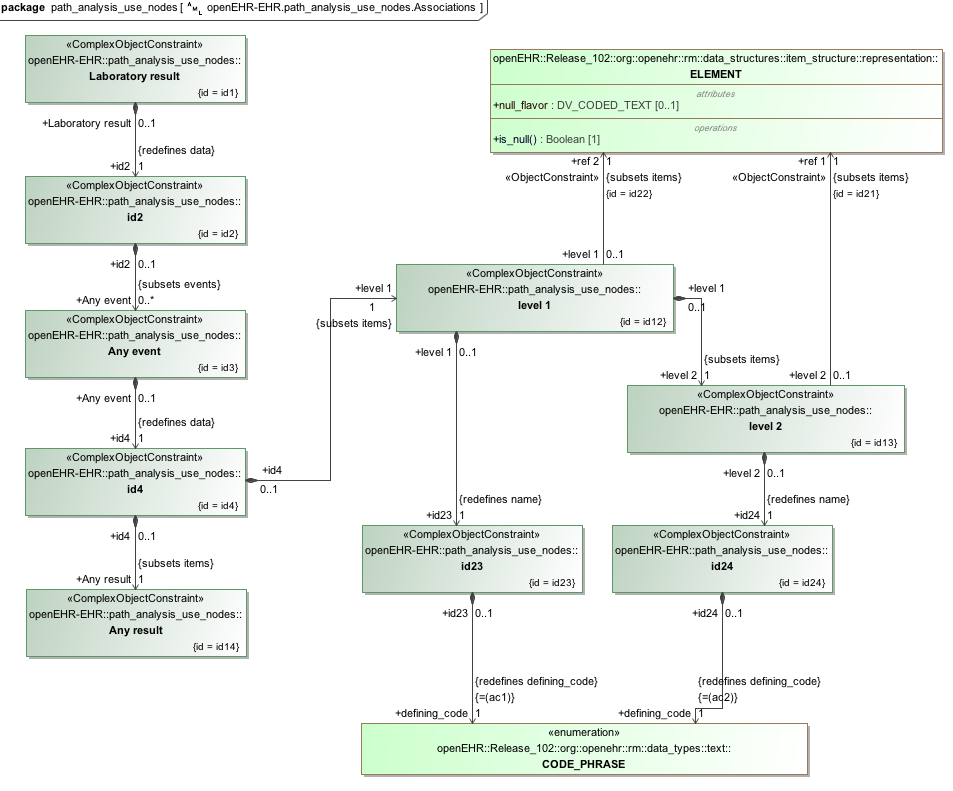 package path_analysis_use_nodes [ AML openEHR-EHR.path_analysis_use_nodes.Associations ]
«ComplexObjectConstraint»
openEHR-EHR::path_analysis_use_nodes::
Laboratory result
{id = id1}
+Laboratory result 0..1
{redefines data}
+id2 1
«ComplexObjectConstraint»
openEHR-EHR::path_analysis_use_nodes::
id2
{id = id2}
+id2 0..1
{subsets events}
+Any event 0..*
«ComplexObjectConstraint»
openEHR-EHR::path_analysis_use_nodes::
Any event
{id = id3}
+Any event 0..1
{redefines data}
+id4 1
«ComplexObjectConstraint»
openEHR-EHR::path_analysis_use_nodes::
id4
{id = id4}
+id4 0..1
{subsets items}
+Any result 1
«ComplexObjectConstraint»
openEHR-EHR::path_analysis_use_nodes::
Any result
{id = id14}
+id4
0..1
+level 1
1
{subsets items}
openEHR::Release_102::org::openehr::rm::data_structures::item_structure::representation::
ELEMENT
attributes
+null_flavor : DV_CODED_TEXT [0..1]
operations
+is_null() : Boolean [1]
+ref 2 1
«ObjectConstraint» {subsets items}
{id = id22}
+level 1 0..1
+ref 1 1
«ObjectConstraint» {subsets items}
{id = id21}
+level 2 0..1
«ComplexObjectConstraint»
openEHR-EHR::path_analysis_use_nodes::
level 1
{id = id12}
+level 1
0..1
{subsets items}
+level 2 1
«ComplexObjectConstraint»
openEHR-EHR::path_analysis_use_nodes::
level 2
{id = id13}
+level 1 0..1
{redefines name}
+id23 1
«ComplexObjectConstraint»
openEHR-EHR::path_analysis_use_nodes::
id23
{id = id23}
+level 2 0..1
{redefines name}
+id24 1
«ComplexObjectConstraint»
openEHR-EHR::path_analysis_use_nodes::
id24
{id = id24}
+id23 0..1
{redefines defining_code}
{=(ac1)}
+defining_code 1
+id24 0..1
{redefines defining_code}
{=(ac2)}
+defining_code 1
«enumeration»
openEHR::Release_102::org::openehr::rm::data_types::text::
CODE_PHRASE